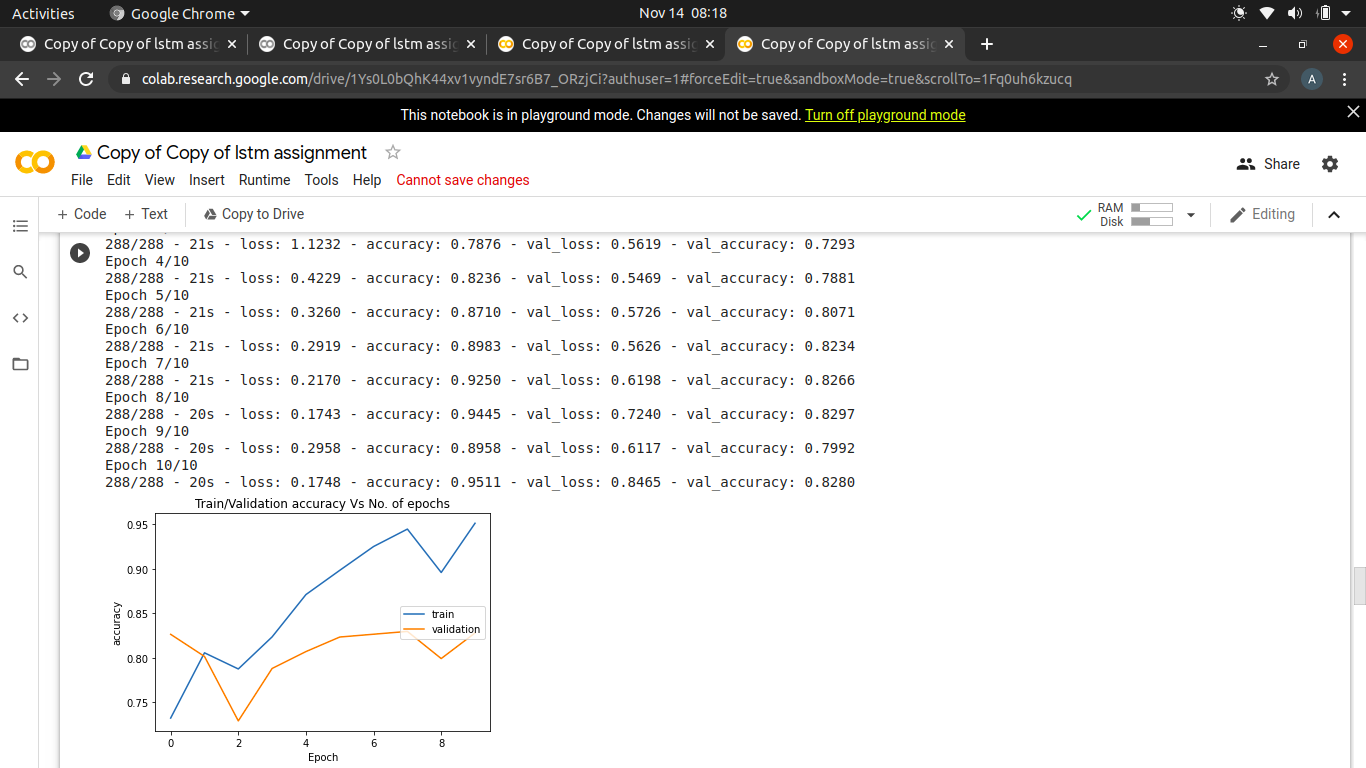 Activities Google Chrome Nov 14 08:18
Copy of Copy of lstm assig Copy of Copy of lstm assig Copy of Copy of lstm assig Copy of Copy of lstm assig
colab.research.google.com/drive/1Ys0L0bQhK44xv1vyndE7sr6B7_ORzjCi?authuser=1#forceEdit=true&sandboxMode=true&scrollTo=1Fq0uh6kzucq A
This notebook is in playground mode. Changes will not be saved. Turn off playground mode
Copy of Copy of lstm assignment
Share
File Edit View Insert Runtime Tools Help Cannot save changes
+ Code + Text Copy to Drive RAM Disk Editing
288/288 - 21s - loss: 1.1232 - accuracy: 0.7876 - val_loss: 0.5619 - val_accuracy: 0.7293
Epoch 4/10
288/288 - 21s - loss: 0.4229 - accuracy: 0.8236 - val_loss: 0.5469 - val_accuracy: 0.7881
Epoch 5/10
288/288 - 21s - loss: 0.3260 - accuracy: 0.8710 - val_loss: 0.5726 - val_accuracy: 0.8071
Epoch 6/10
288/288 - 21s - loss: 0.2919 - accuracy: 0.8983 - val_loss: 0.5626 - val_accuracy: 0.8234
Epoch 7/10
288/288 - 21s - loss: 0.2170 - accuracy: 0.9250 - val_loss: 0.6198 - val_accuracy: 0.8266
Epoch 8/10
288/288 - 20s - loss: 0.1743 - accuracy: 0.9445 - val_loss: 0.7240 - val_accuracy: 0.8297
Epoch 9/10
288/288 - 20s - loss: 0.2958 - accuracy: 0.8958 - val_loss: 0.6117 - val_accuracy: 0.7992
Epoch 10/10
288/288 - 20s - loss: 0.1748 - accuracy: 0.9511 - val_loss: 0.8465 - val_accuracy: 0.8280
Train/Validation accuracy Vs No. of epochs
0.95
0.90
0.85
0.80
0.75
accuracy
train
validation
0 2 4 6 8
Epoch